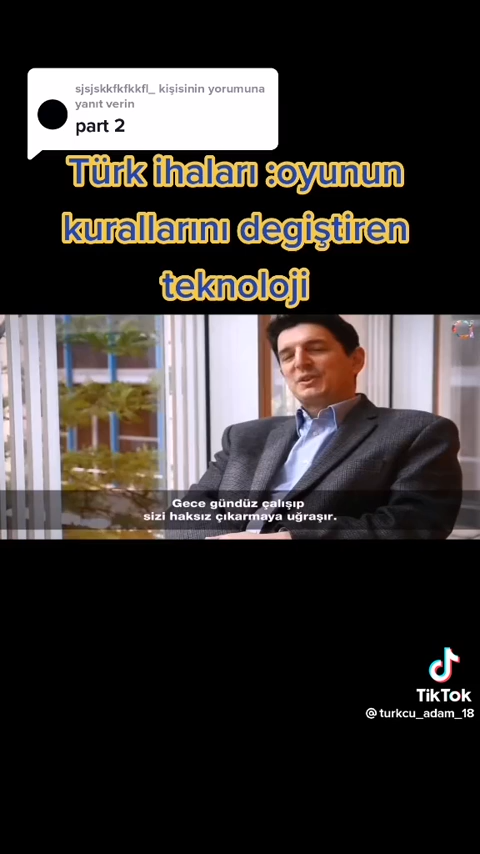 sjsjskkfkfkkfl_ kişisinin yorumuna
yanıt verin
part 2
Türk ihaları :oyunun
kurallarını degiştiren
teknoloji
Gece gündüz çalışıp
sizi haksız çıkarmaya uğraşır.
TikTok
@turkcu_adam_18